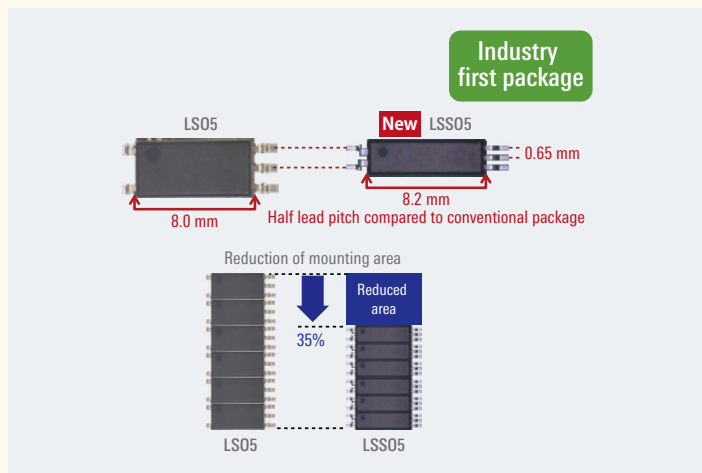 Industry
first package
LSO5
New
LSSO5
0.65 mm
8.0 mm
8.2 mm
Half lead pitch compared to conventional package
Reduction of mounting area
Reduced
area
35%
LSO5
LSSO5